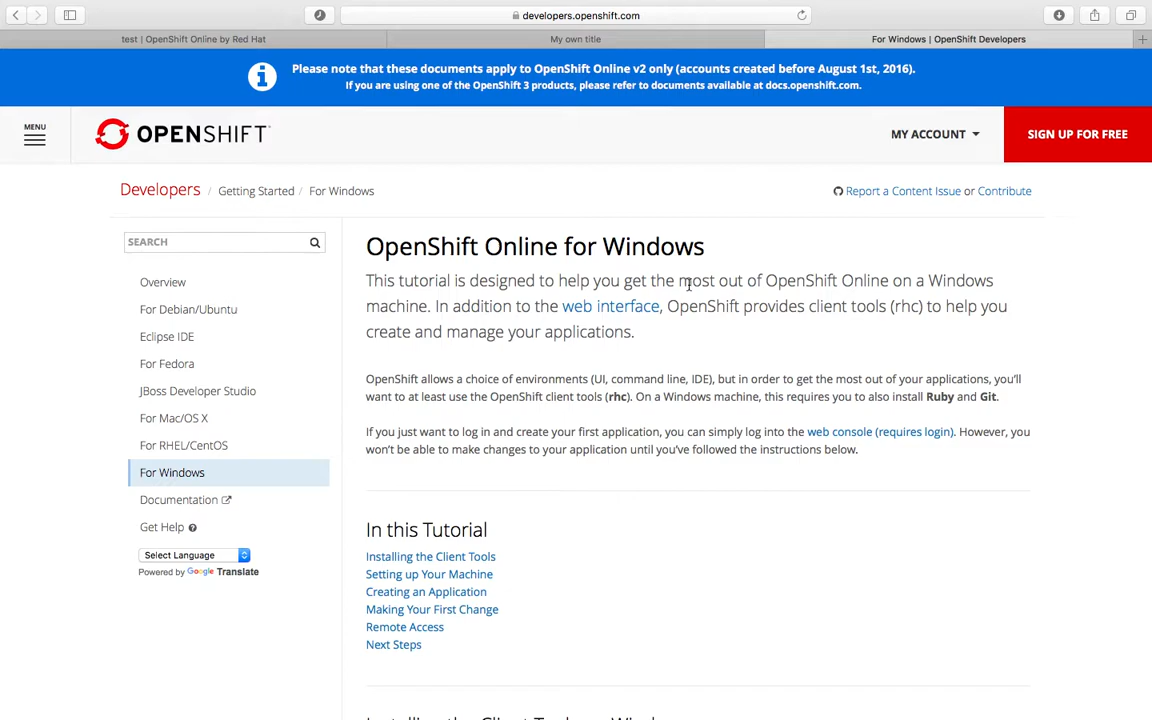 developers.openshift.com
test | OpenShift Online by Red Hat
My own title
For Windows | OpenShift Developers
Please note that these documents apply to OpenShift Online v2 only (accounts created before August 1st, 2016).
If you are using one of the OpenShift 3 products, please refer to documents available at docs.openshift.com.
MENU
OPENSHIFT
MY ACCOUNT
SIGN UP FOR FREE
Developers / Getting Started / For Windows
Report a Content Issue or Contribute
SEARCH
Overview
For Debian/Ubuntu
Eclipse IDE
For Fedora
JBoss Developer Studio
For Mac/OS X
For RHEL/CentOS
For Windows
Documentation
Get Help
Select Language
Powered by Google Translate
OpenShift Online for Windows
This tutorial is designed to help you get the most out of OpenShift Online on a Windows
machine. In addition to the web interface, OpenShift provides client tools (rhc) to help you
create and manage your applications.
OpenShift allows a choice of environments (UI, command line, IDE), but in order to get the most out of your applications, you'll
want to at least use the OpenShift client tools (rhc). On a Windows machine, this requires you to also install Ruby and Git.
If you just want to log in and create your first application, you can simply log into the web console (requires login). However, you
won't be able to make changes to your application until you've followed the instructions below.
In this Tutorial
Installing the Client Tools
Setting up Your Machine
Creating an Application
Making Your First Change
Remote Access
Next Steps